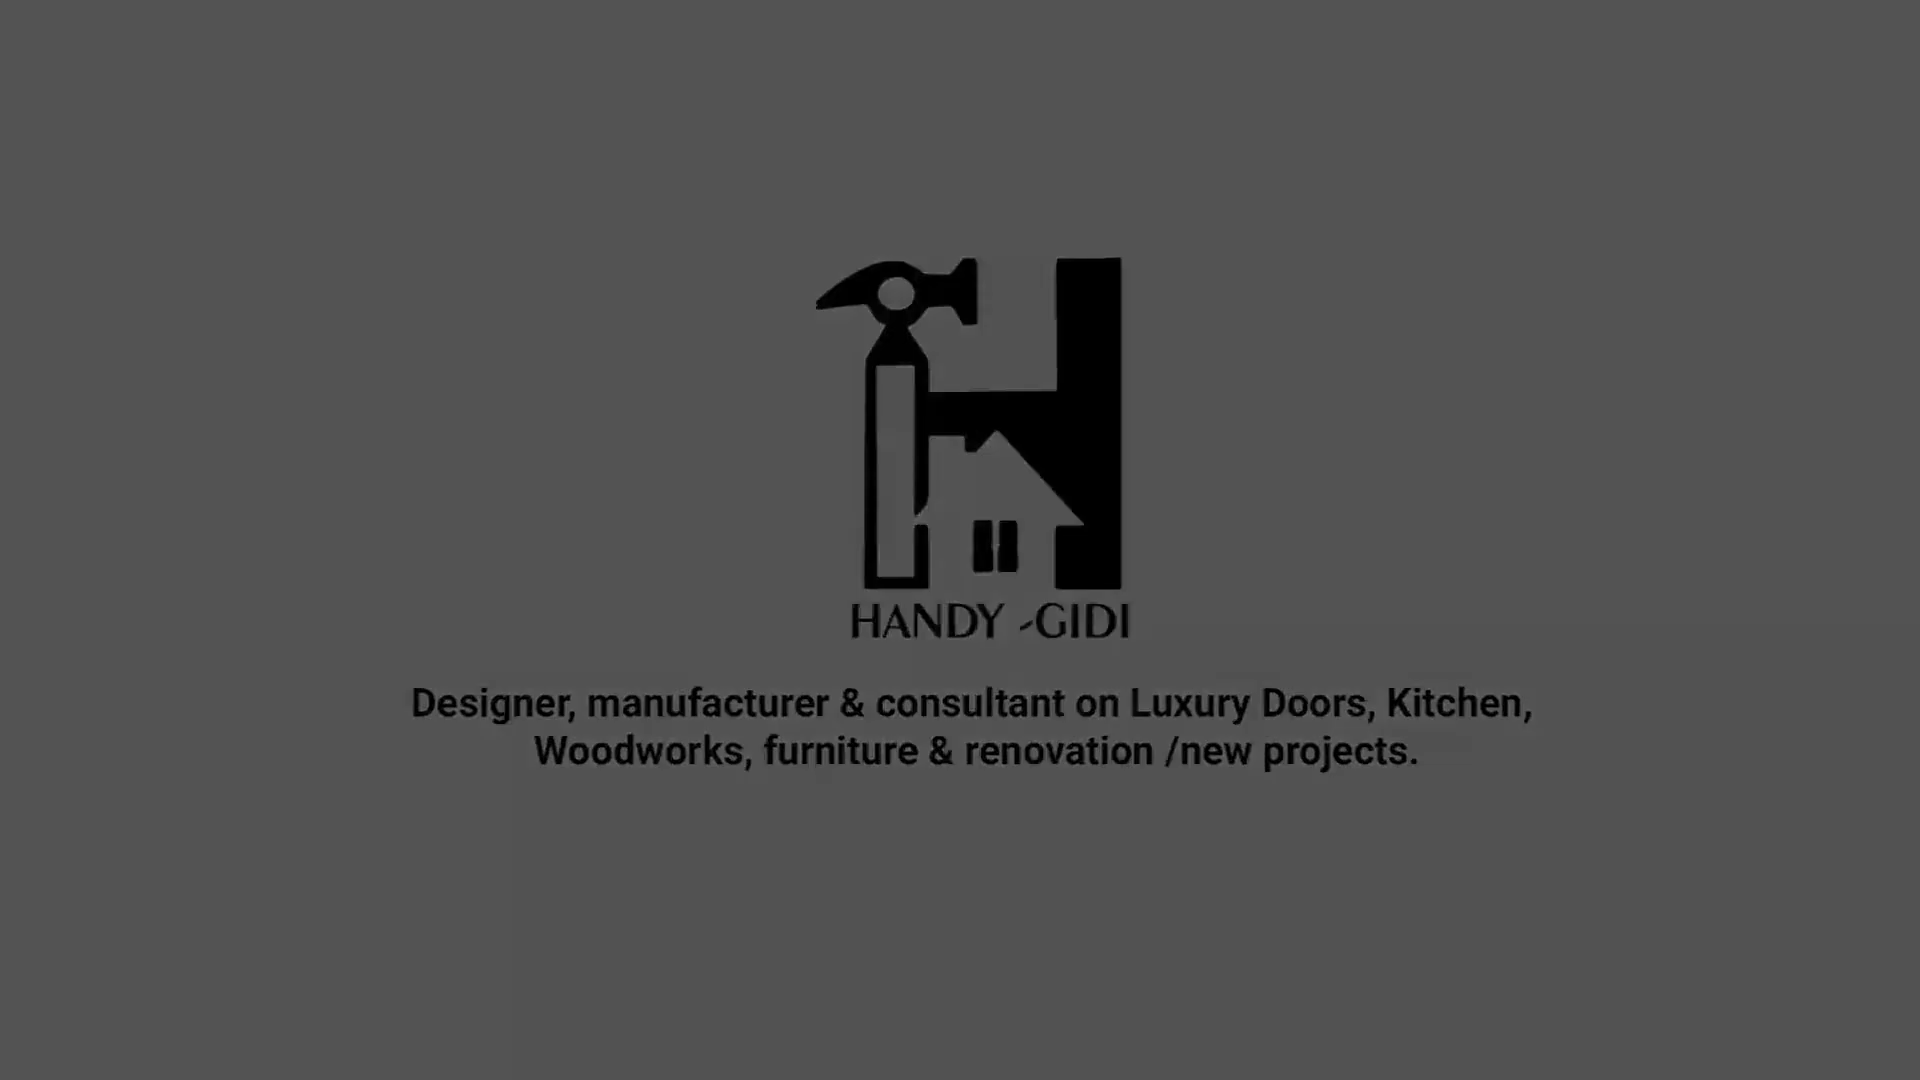 HANDY -GIDI
Designer, manufacturer & consultant on Luxury Doors, Kitchen,
Woodworks, furniture & renovation /new projects.